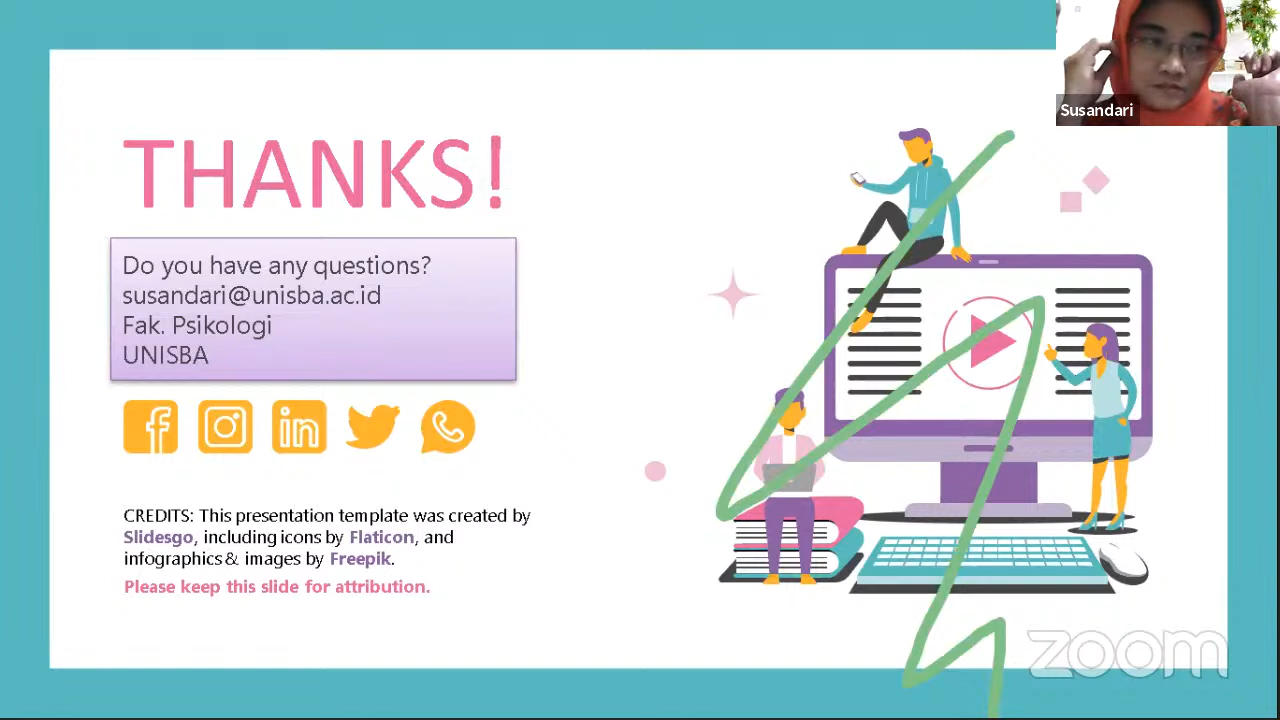 Susandari
THANKS!
Do you have any questions?
susandari@unisba.ac.id
Fak. Psikologi
UNISBA
CREDITS: This presentation template was created by
Slidesgo, including icons by Flaticon, and
infographics & images by Freepik.
Please keep this slide for attribution.
zoom